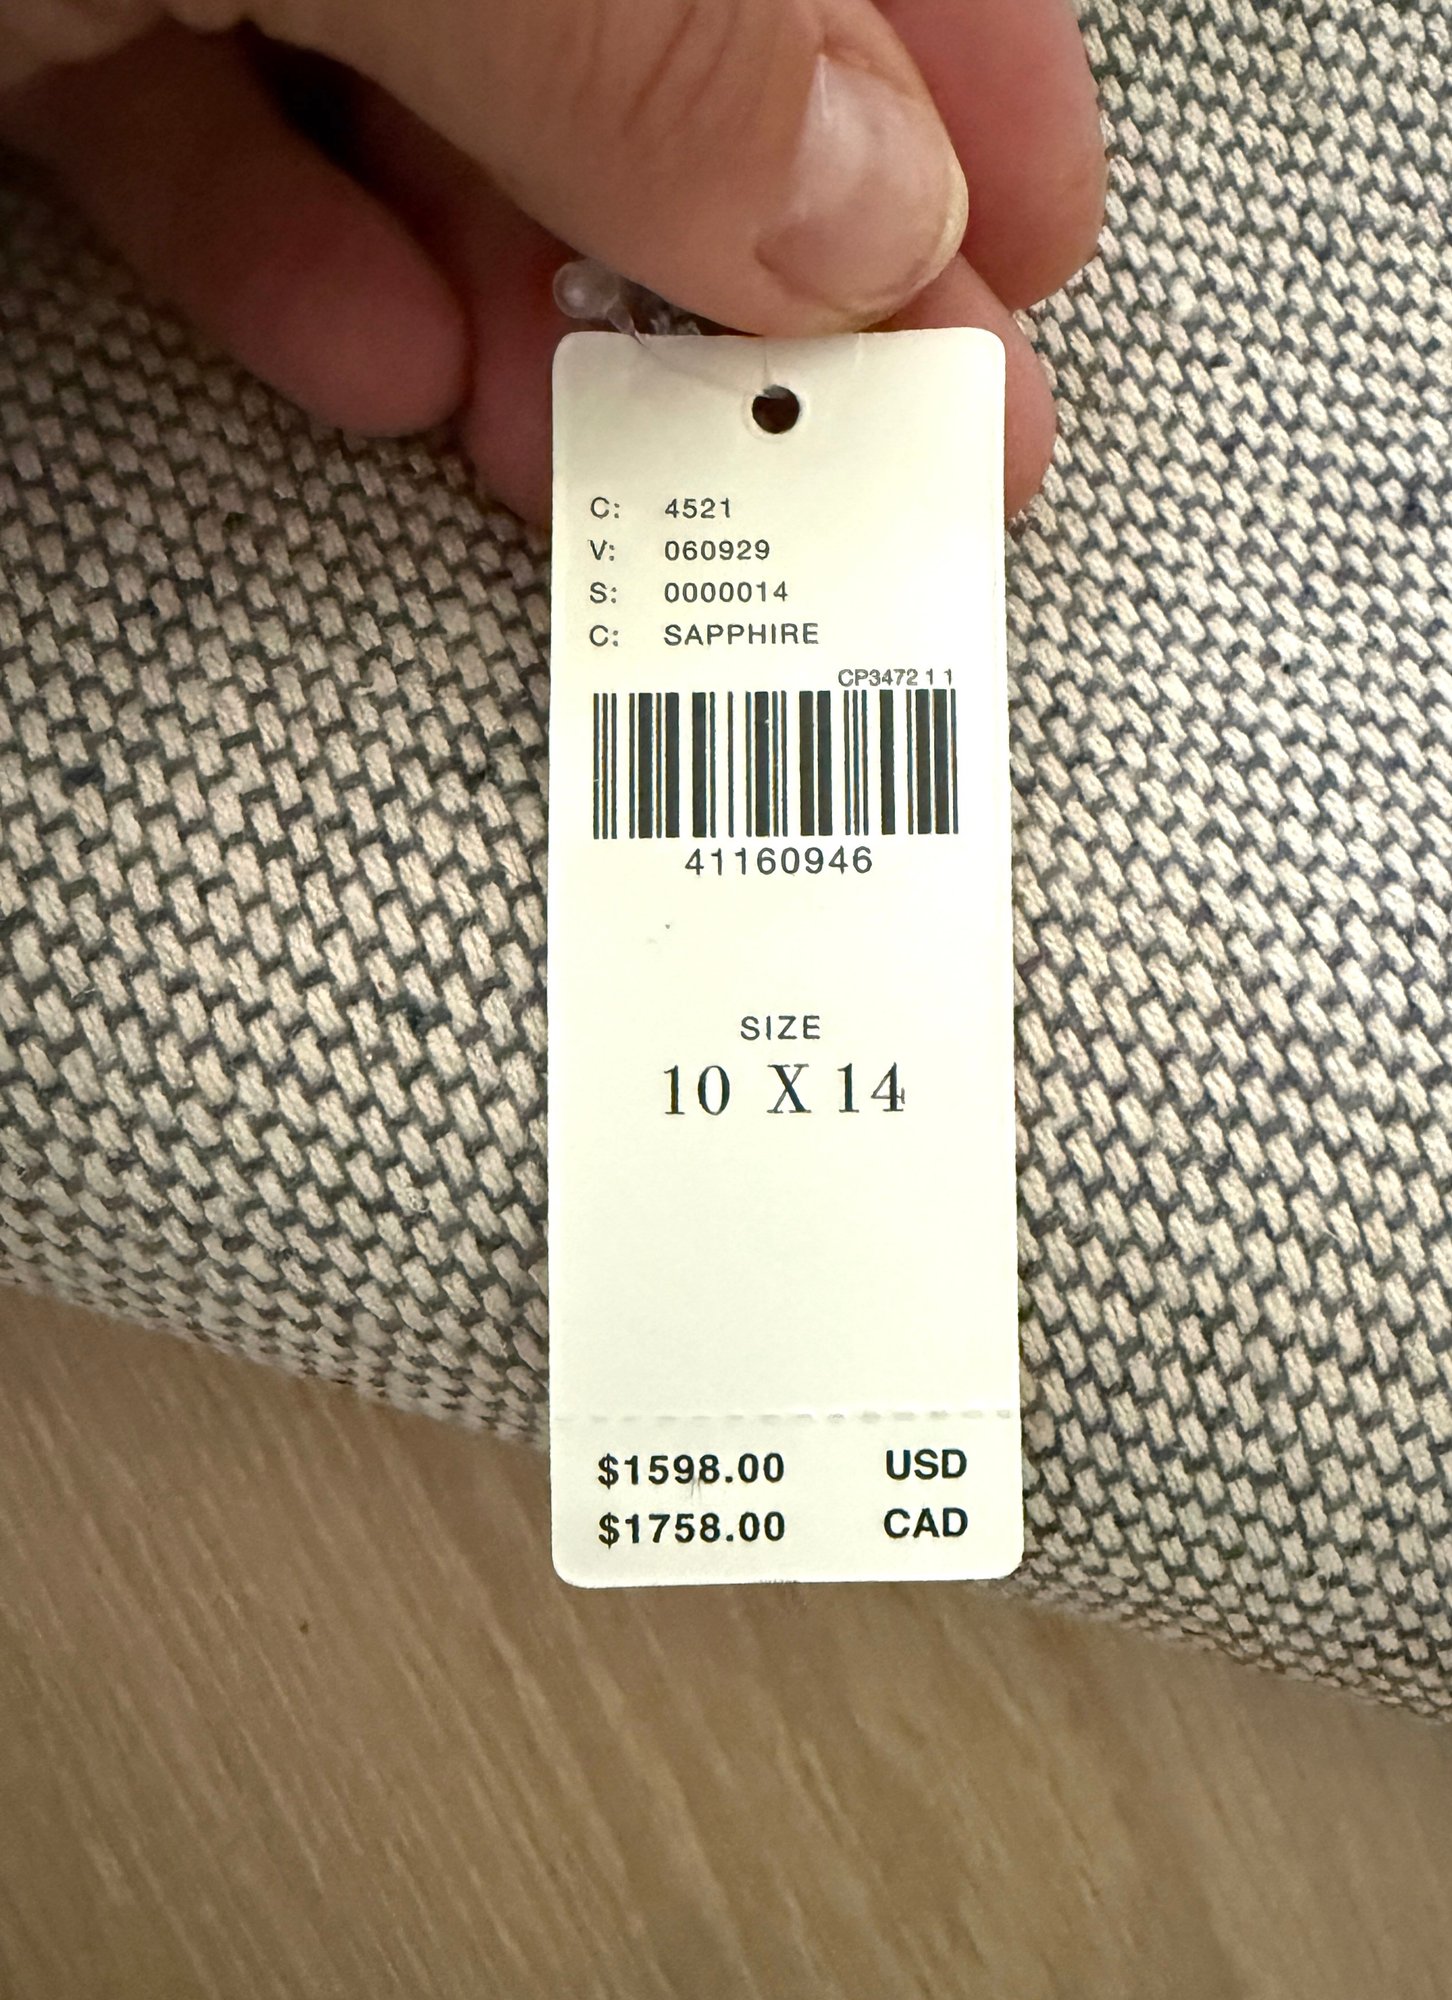 C: 4521
V: 060929
S: 0000014
C: SAPPHIRE
CP3472 1 1
41160946
SIZE
10 X 14
$1598.00 USD
$1758.00 CAD